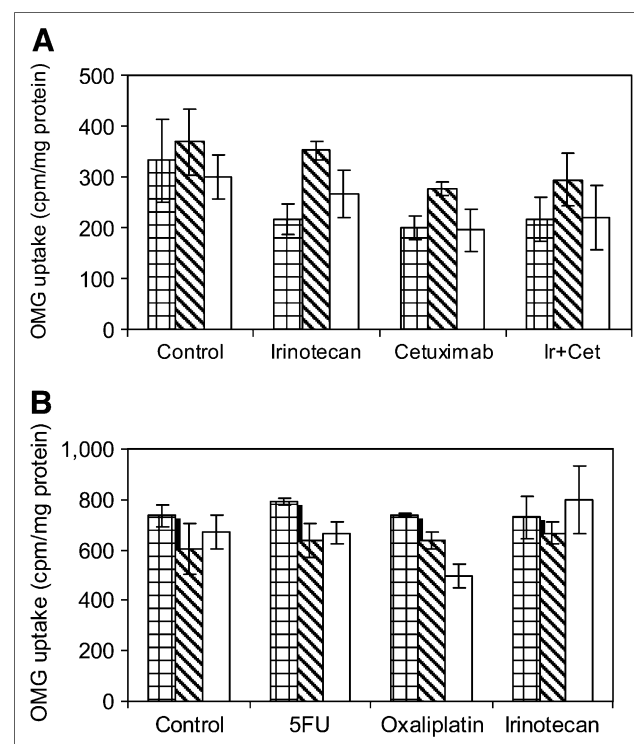 A
OMG uptake (cpm/mg protein)
500
400
300
200
100
0
Control Irinotecan Cetuximab Ir+Cet
B
OMG uptake (cpm/mg protein)
1,000
800
600
400
200
0
Control 5FU Oxaliplatin Irinotecan